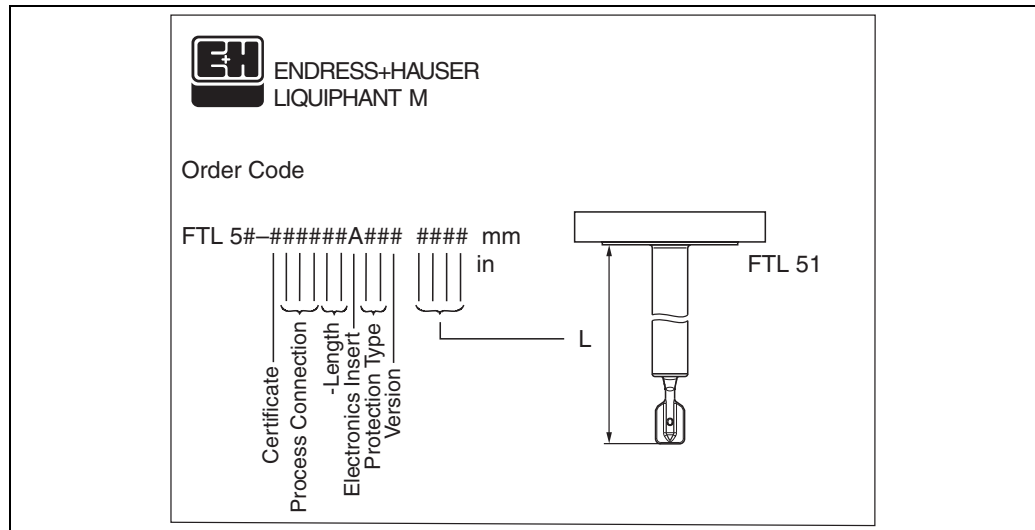 E+H
ENDRESS+HAUSER
LIQUIPHANT M
Order Code
FTL 5#–######A### #### mm
in
FTL 51
L
Certificate
Process Connection
-Length
Electronics Insert
Protection Type
Version